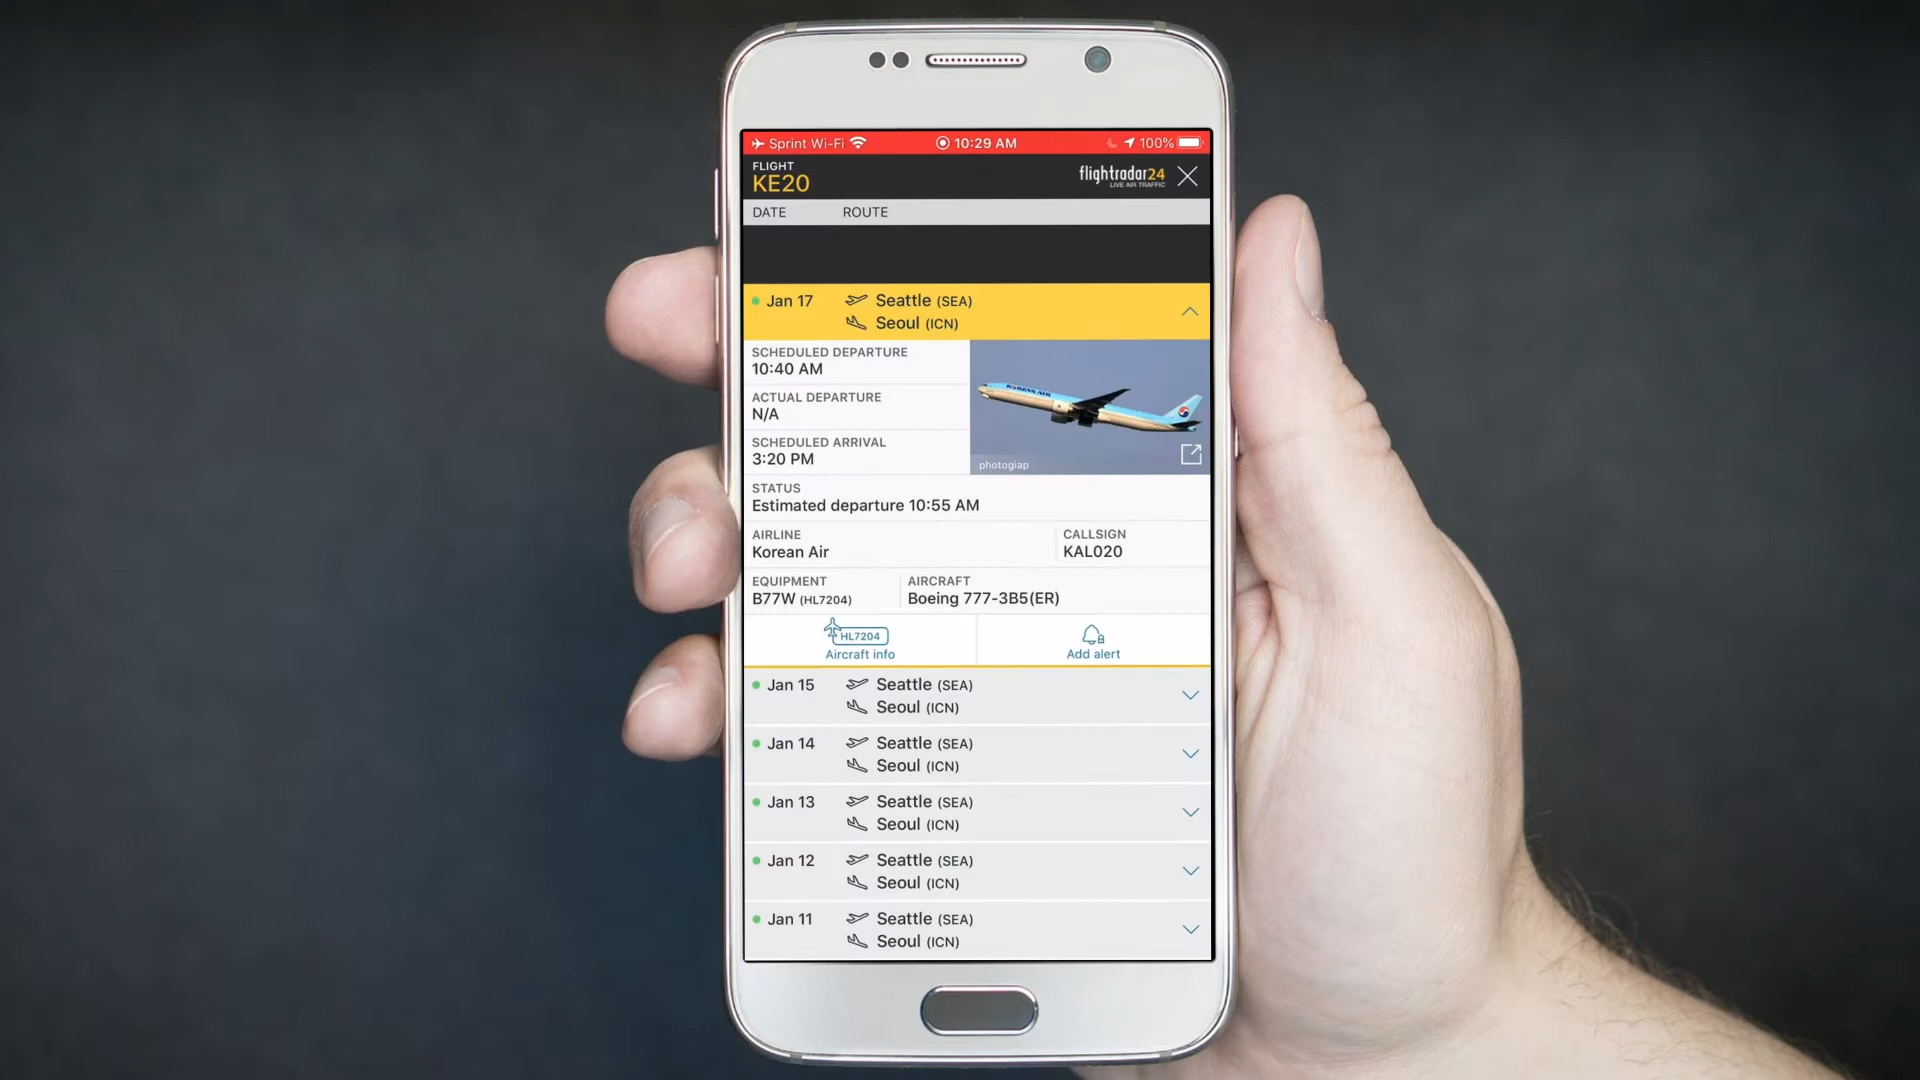 Sprint Wi-Fi 10:29 AM 100%
FLIGHT
KE20
flightradar24
LIVE AIR TRAFFIC
DATE ROUTE
Jan 17 Seattle (SEA)
Seoul (ICN)
SCHEDULED DEPARTURE
10:40 AM
ACTUAL DEPARTURE
N/A
SCHEDULED ARRIVAL
3:20 PM
KOREAN AIR
photogiap
STATUS
Estimated departure 10:55 AM
AIRLINE CALLSIGN
Korean Air KAL020
EQUIPMENT AIRCRAFT
B77W (HL7204) Boeing 777-3B5(ER)
HL7204
Aircraft info Add alert
Jan 15 Seattle (SEA)
Seoul (ICN)
Jan 14 Seattle (SEA)
Seoul (ICN)
Jan 13 Seattle (SEA)
Seoul (ICN)
Jan 12 Seattle (SEA)
Seoul (ICN)
Jan 11 Seattle (SEA)
Seoul (ICN)